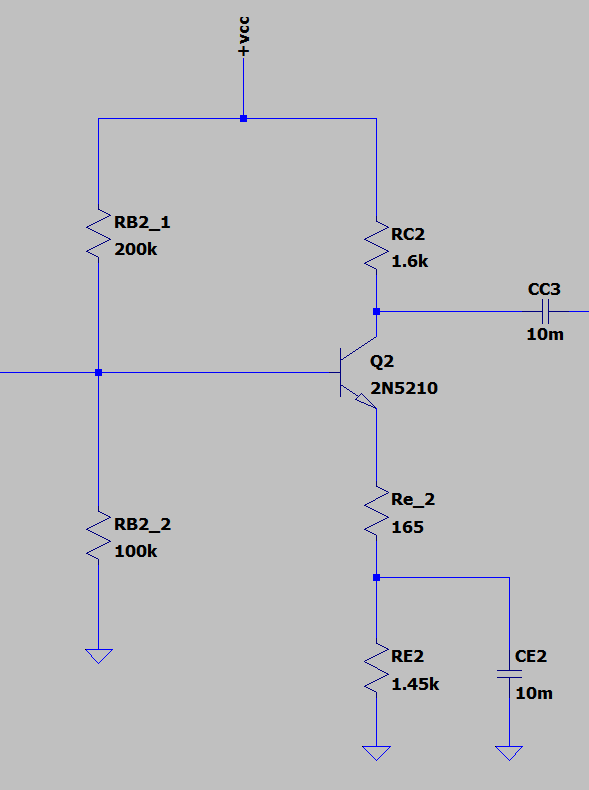 +vcc
RB2_1
200k
RC2
1.6k
CC3
10m
Q2
2N5210
Re_2
165
RB2_2
100k
RE2
1.45k
CE2
10m